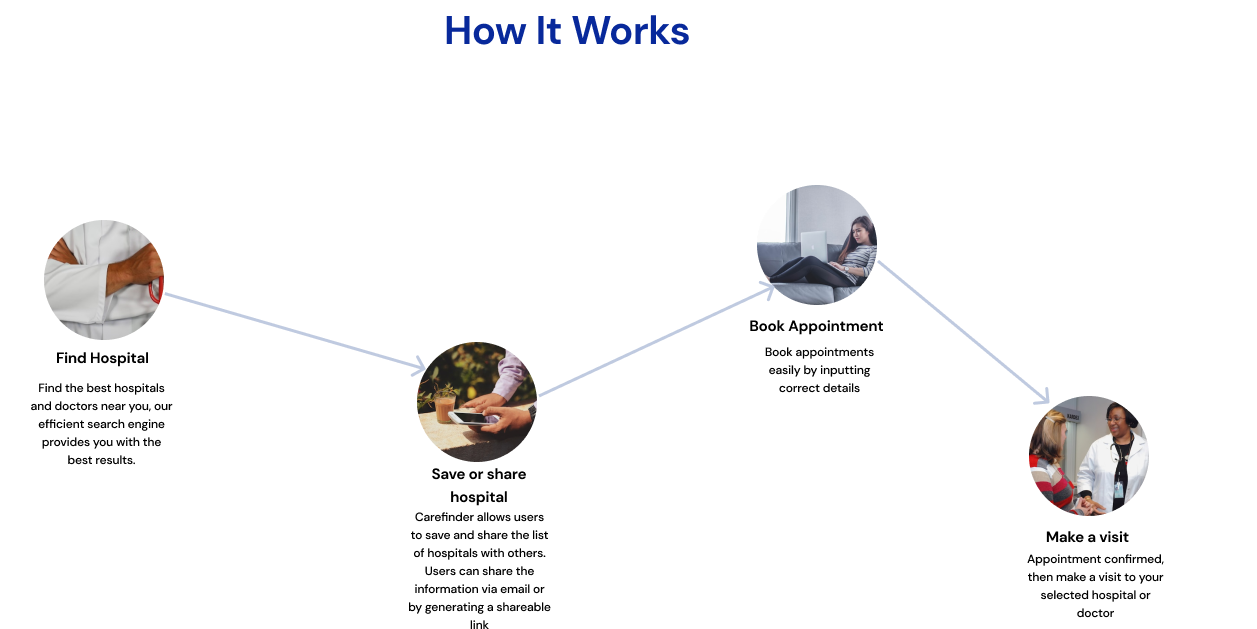 How It Works
Find Hospital
Find the best hospitals
and doctors near you, our
efficient search engine
provides you with the
best results.
Save or share
hospital
Carefinder allows users
to save and share the list
of hospitals with others.
Users can share the
information via email or
by generating a shareable
link
Book Appointment
Book appointments
easily by inputting
correct details
Make a visit
Appointment confirmed,
then make a visit to your
selected hospital or
doctor